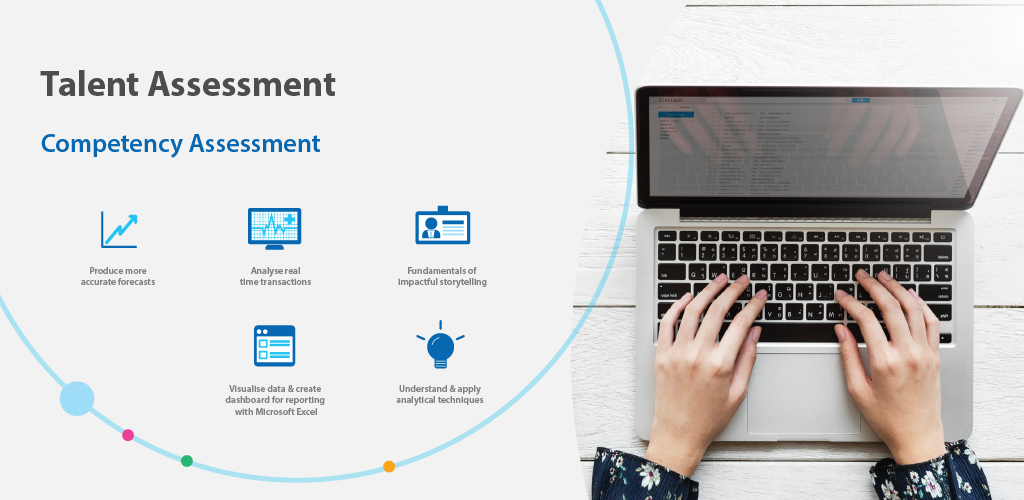 Talent Assessment
Competency Assessment
Produce more
accurate forecasts
Analyse real
time transactions
Fundamentals of
impactful storytelling
Visualise data & create
dashboard for reporting
with Microsoft Excel
Understand & apply
analytical techniques
Email